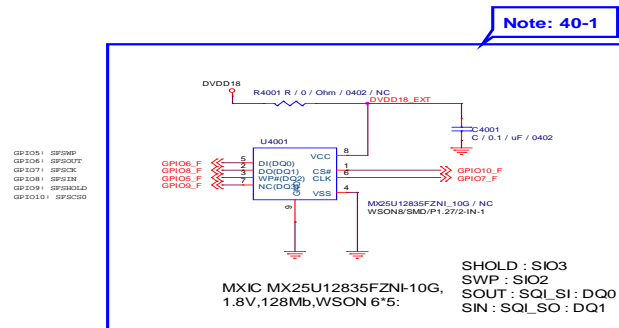 Note: 40-1
DVDD18
R4001 R / 0 / Ohm / 0402 / NC
DVDD18_EXT
C4001
C / 0.1 / uF / 0402
U4001
GPIO5: SFSWP
GPIO6: SFSOUT
GPIO7: SFSCK
GPIO8: SFSIN
GPIO9: SFSHOLD
GPIO10: SFSCS0
GPIO6_F 5 DI(DQ0) VCC 8
GPIO8_F 2 DO(DQ1) CS# 1 GPIO10_F
GPIO5_F 3 WP#(DQ2) CLK 6 GPIO7_F
GPIO9_F 7 NC(DQ3) VSS 4
9
MX25U12835FZNI_10G / NC
WSON8/SMD/P1.27/2-IN-1
MXIC MX25U12835FZNI-10G,
1.8V,128Mb,WSON 6*5:
SHOLD : SIO3
SWP : SIO2
SOUT : SQI_SI : DQ0
SIN : SQI_SO : DQ1